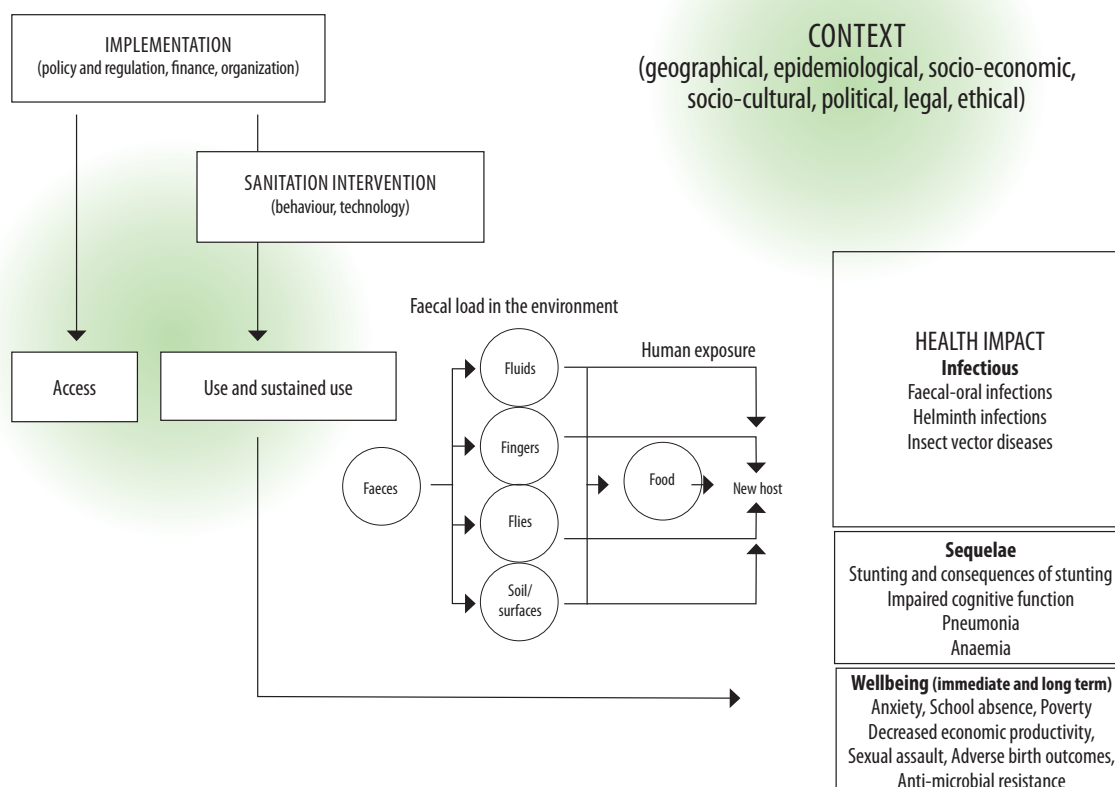 IMPLEMENTATION
(policy and regulation, finance, organization)
CONTEXT
(geographical, epidemiological, socio-economic,
socio-cultural, political, legal, ethical)
SANITATION INTERVENTION
(behaviour, technology)
Access
Use and sustained use
Faecal load in the environment
Human exposure
Faeces
Fluids
Fingers
Flies
Soil/
surfaces
Food
New host
HEALTH IMPACT
Infectious
Faecal-oral infections
Helminth infections
Insect vector diseases
Sequelae
Stunting and consequences of stunting
Impaired cognitive function
Pneumonia
Anaemia
Wellbeing (immediate and long term)
Anxiety, School absence, Poverty
Decreased economic productivity,
Sexual assault, Adverse birth outcomes,
Anti-microbial resistance